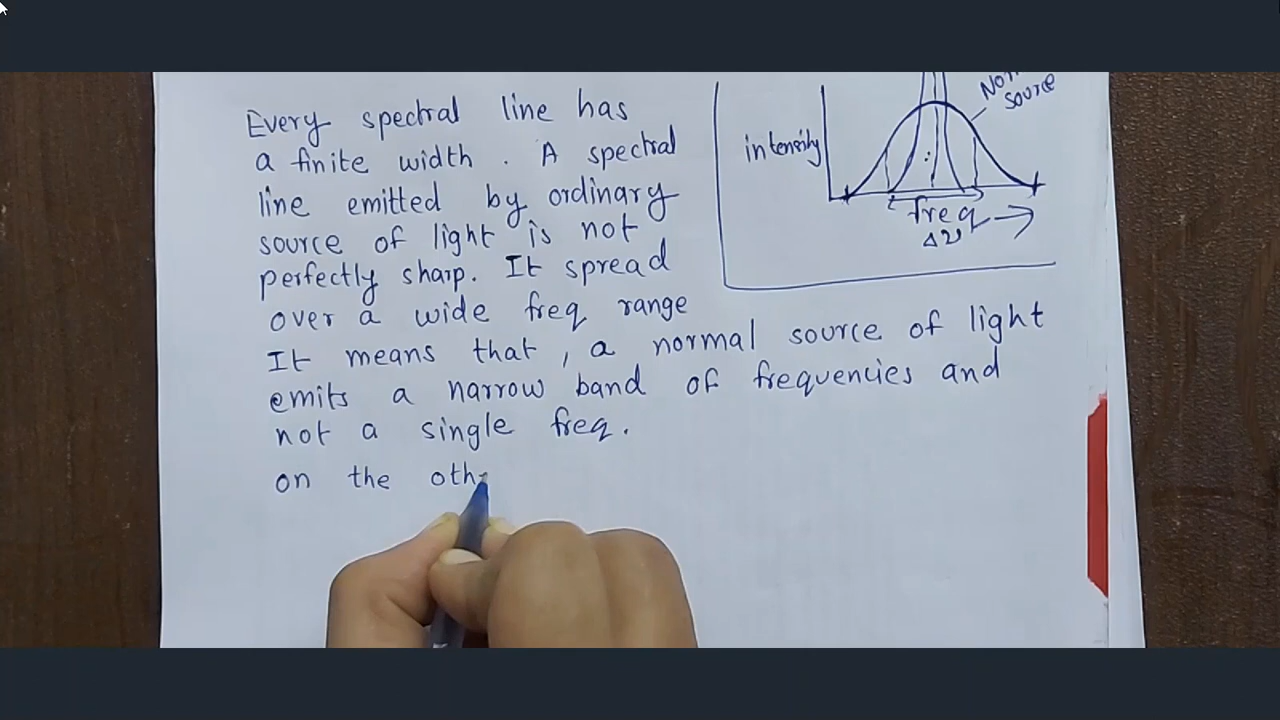 Every spectral line has
a finite width. A spectral
line emitted by ordinary
source of light is not
perfectly sharp. It spread
over a wide freq range
It means that, a normal source of light
emits a narrow band of frequencies and
not a single freq.
on the oth
source
intensity
freq
Δν